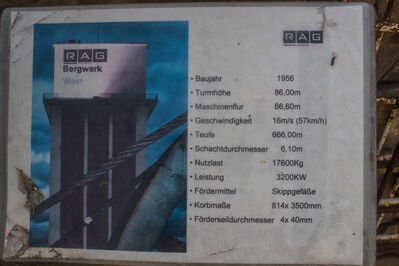 RAG
RAG
Bergwerk
West
• Baujahr 1956
• Turmhöhe 86,00m
• Maschinenflur 66,60m
• Geschwindigkeit 16m/s (57km/h)
• Teufe 666,00m
• Schachtdurchmesser 6,10m
• Nutzlast 17600Kg
• Leistung 3200KW
• Fördermittel Skippgefäße
• Korbmaße 814x 3500mm
• Förderseildurchmesser 4x 40mm